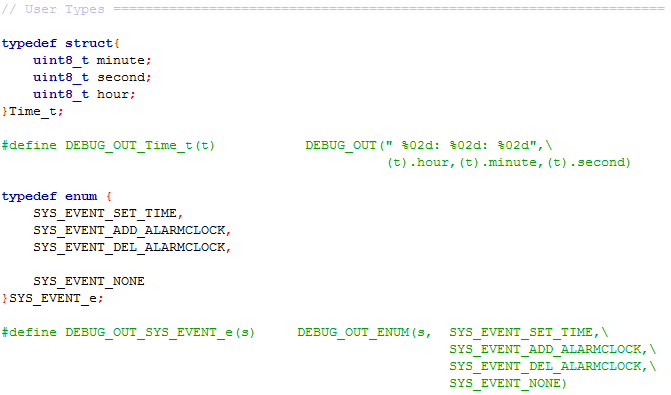 // User Types =====================================================================
typedef struct{
    uint8_t minute;
    uint8_t second;
    uint8_t hour;
}Time_t;
#define DEBUG_OUT_Time_t(t)           DEBUG_OUT(" %02d: %02d: %02d",\
                                                (t).hour,(t).minute,(t).second)
typedef enum {
    SYS_EVENT_SET_TIME,
    SYS_EVENT_ADD_ALARMCLOCK,
    SYS_EVENT_DEL_ALARMCLOCK,
    SYS_EVENT_NONE
}SYS_EVENT_e;
#define DEBUG_OUT_SYS_EVENT_e(s)     DEBUG_OUT_ENUM(s,  SYS_EVENT_SET_TIME,\
                                                        SYS_EVENT_ADD_ALARMCLOCK,\
                                                        SYS_EVENT_DEL_ALARMCLOCK,\
                                                        SYS_EVENT_NONE)